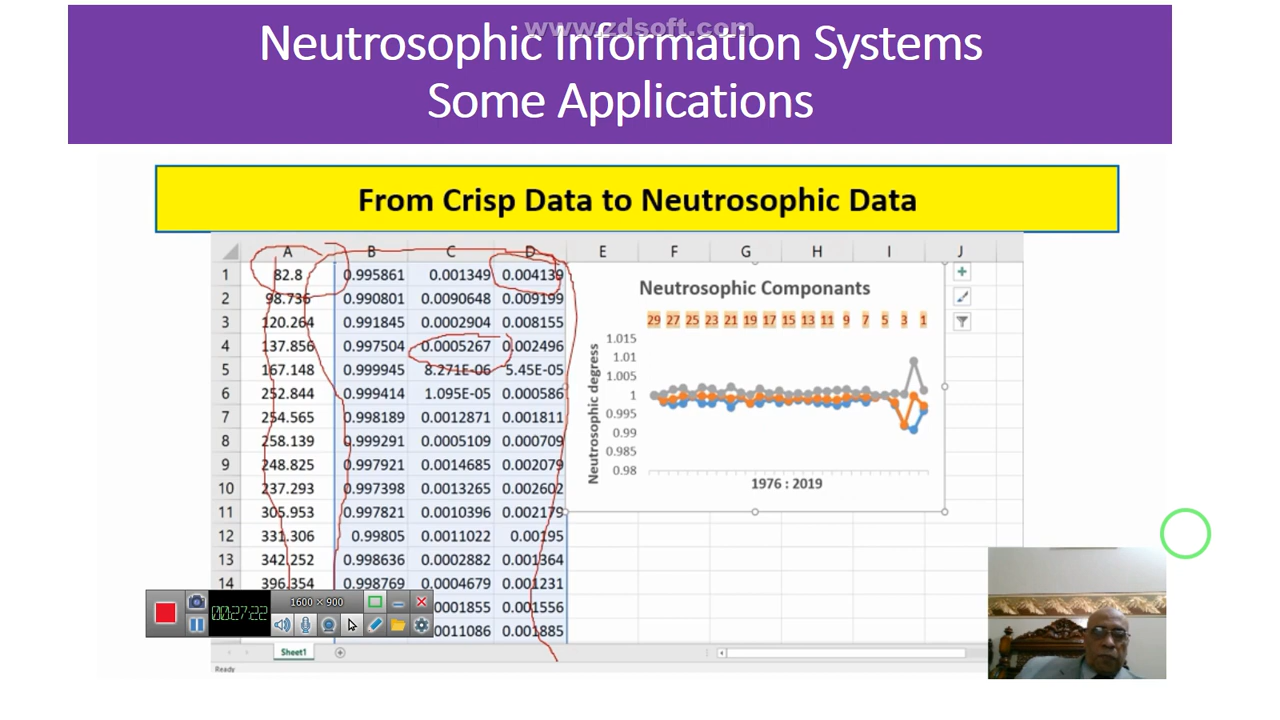 www.zdsoft.com
Neutrosophic Information Systems
Some Applications
From Crisp Data to Neutrosophic Data
A B C D E F G H I J
1 82.8 0.995861 0.001349 0.004139
2 98.736 0.990801 0.0090648 0.009199
3 120.264 0.991845 0.0002904 0.008155
4 137.856 0.997504 0.0005267 0.002496
5 167.148 0.999945 8.271E-06 5.45E-05
6 252.844 0.999414 1.095E-05 0.000586
7 254.565 0.998189 0.0012871 0.001811
8 258.139 0.999291 0.0005109 0.000709
9 248.825 0.997921 0.0014685 0.002079
10 237.293 0.997398 0.0013265 0.002602
11 305.953 0.997821 0.0010396 0.002179
12 331.306 0.99805 0.0011022 0.00195
13 342.252 0.998636 0.0002882 0.001364
14 396.354 0.998769 0.0004679 0.001231
0001855 0.001556
0011086 0.001885
Neutrosophic Componants
29 27 25 23 21 19 17 15 13 11 9 7 5 3 1
Neutrosophic degress
1.015
1.01
1.005
1
0.995
0.99
0.985
0.98
1976 : 2019
1600 × 900
00:27:22
Sheet1
Ready